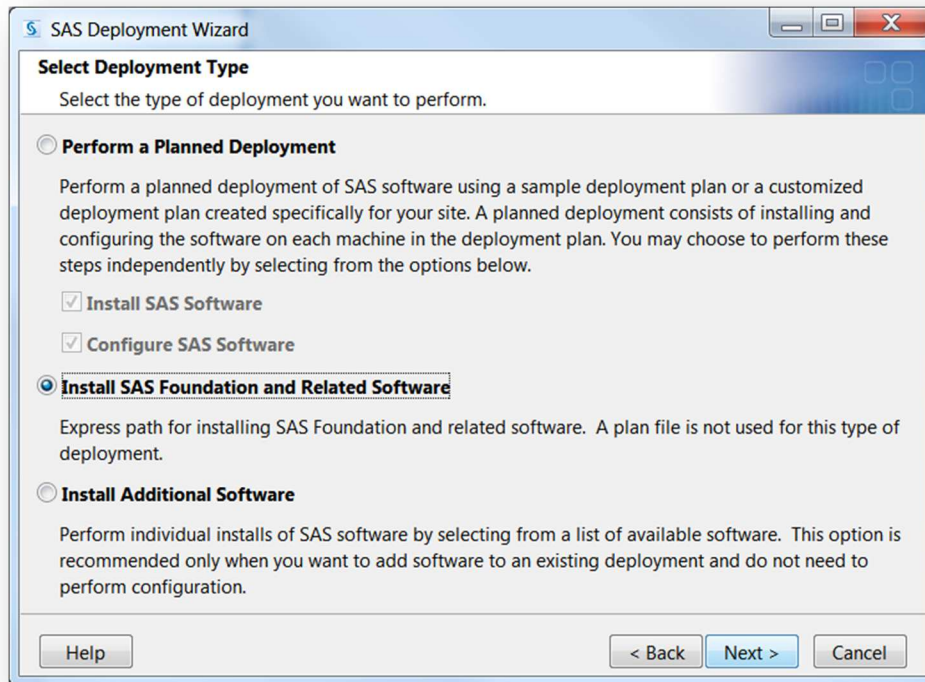 SAS Deployment Wizard
Select Deployment Type
Select the type of deployment you want to perform.
Perform a Planned Deployment
Perform a planned deployment of SAS software using a sample deployment plan or a customized
deployment plan created specifically for your site. A planned deployment consists of installing and
configuring the software on each machine in the deployment plan. You may choose to perform these
steps independently by selecting from the options below.
Install SAS Software
Configure SAS Software
Install SAS Foundation and Related Software
Express path for installing SAS Foundation and related software. A plan file is not used for this type of
deployment.
Install Additional Software
Perform individual installs of SAS software by selecting from a list of available software. This option is
recommended only when you want to add software to an existing deployment and do not need to
perform configuration.
Help
< Back
Next >
Cancel